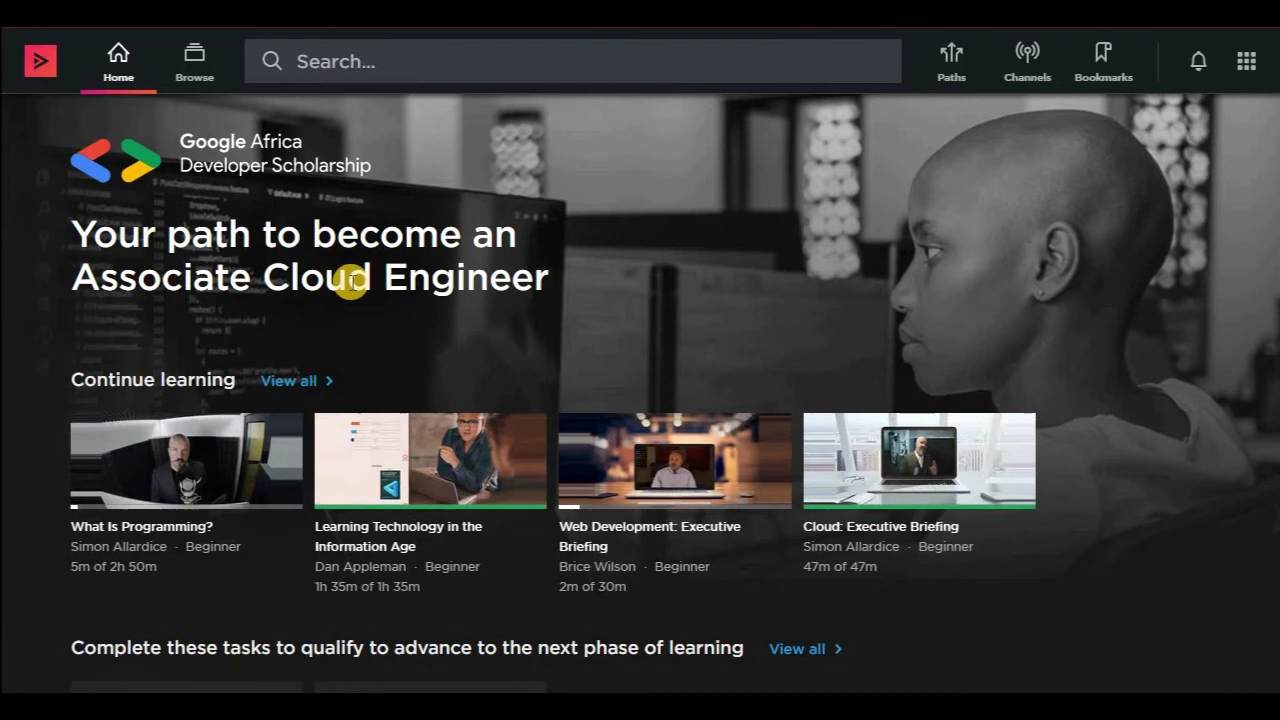 Home
Browse
Search...
Paths
Channels
Bookmarks
Google Africa
Developer Scholarship
Your path to become an
Associate Cloud Engineer
Continue learning
View all >
What Is Programming?
Simon Allardice · Beginner
5m of 2h 50m
Learning Technology in the
Information Age
Dan Appleman · Beginner
1h 35m of 1h 35m
Web Development: Executive
Briefing
Brice Wilson · Beginner
2m of 30m
Cloud: Executive Briefing
Simon Allardice · Beginner
47m of 47m
Complete these tasks to qualify to advance to the next phase of learning
View all >